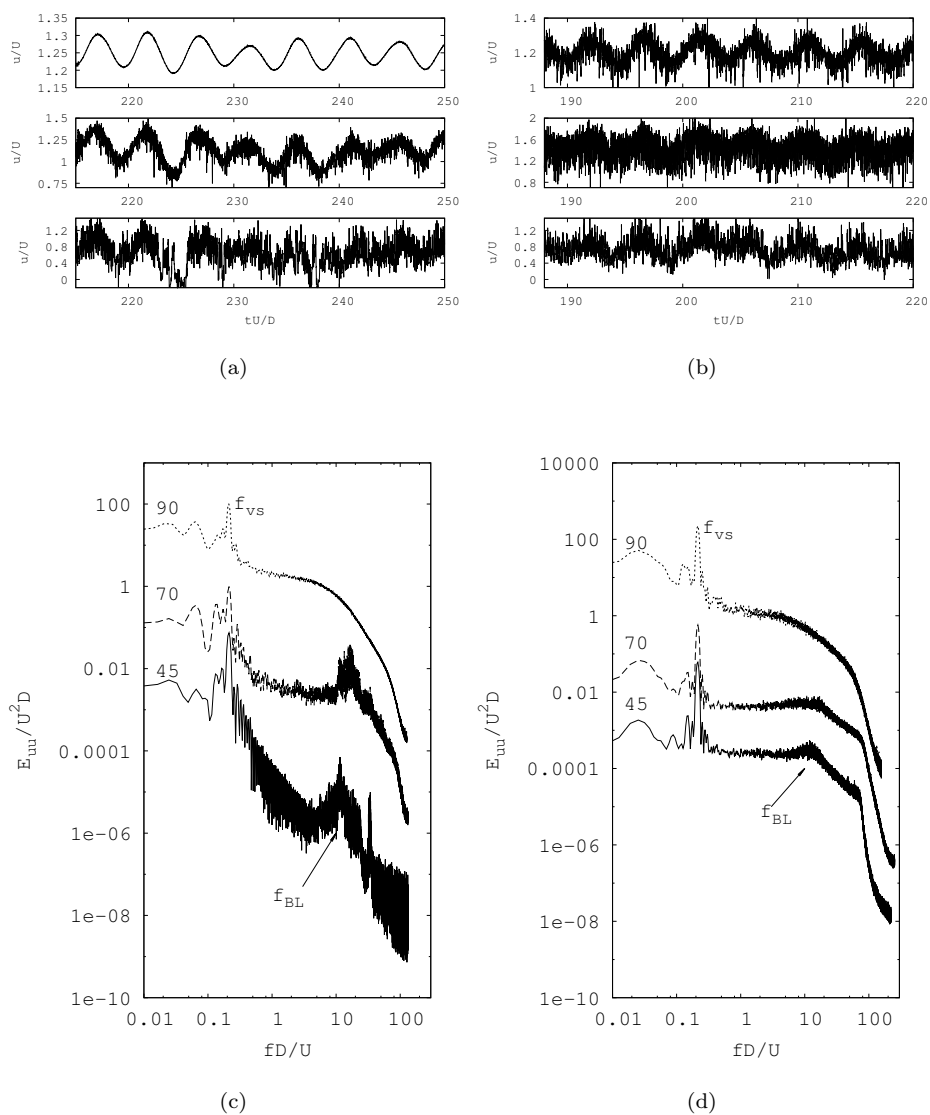 1.35
1.3
u/U
1.2
1.15
220
230
240
250
1.5
1.25
u/U
1
0.75
220
230
240
250
1.2
0.8
u/U
0.4
0
220
230
240
250
tU/D
(a)
1.4
u/U
1.2
1
190
200
210
220
2
1.6
u/U
1.2
0.8
190
200
210
220
1.2
0.8
u/U
0.4
0
190
200
210
220
tU/D
(b)
90
f_vs
100
70
1
45
0.01
E_uu/U^2D
0.0001
1e-06
f_BL
1e-08
1e-10
0.01
0.1
1
10
100
fD/U
(c)
10000
90
f_vs
100
1
70
45
0.01
E_uu/U^2D
0.0001
f_BL
1e-06
1e-08
1e-10
0.01
0.1
1
10
100
fD/U
(d)